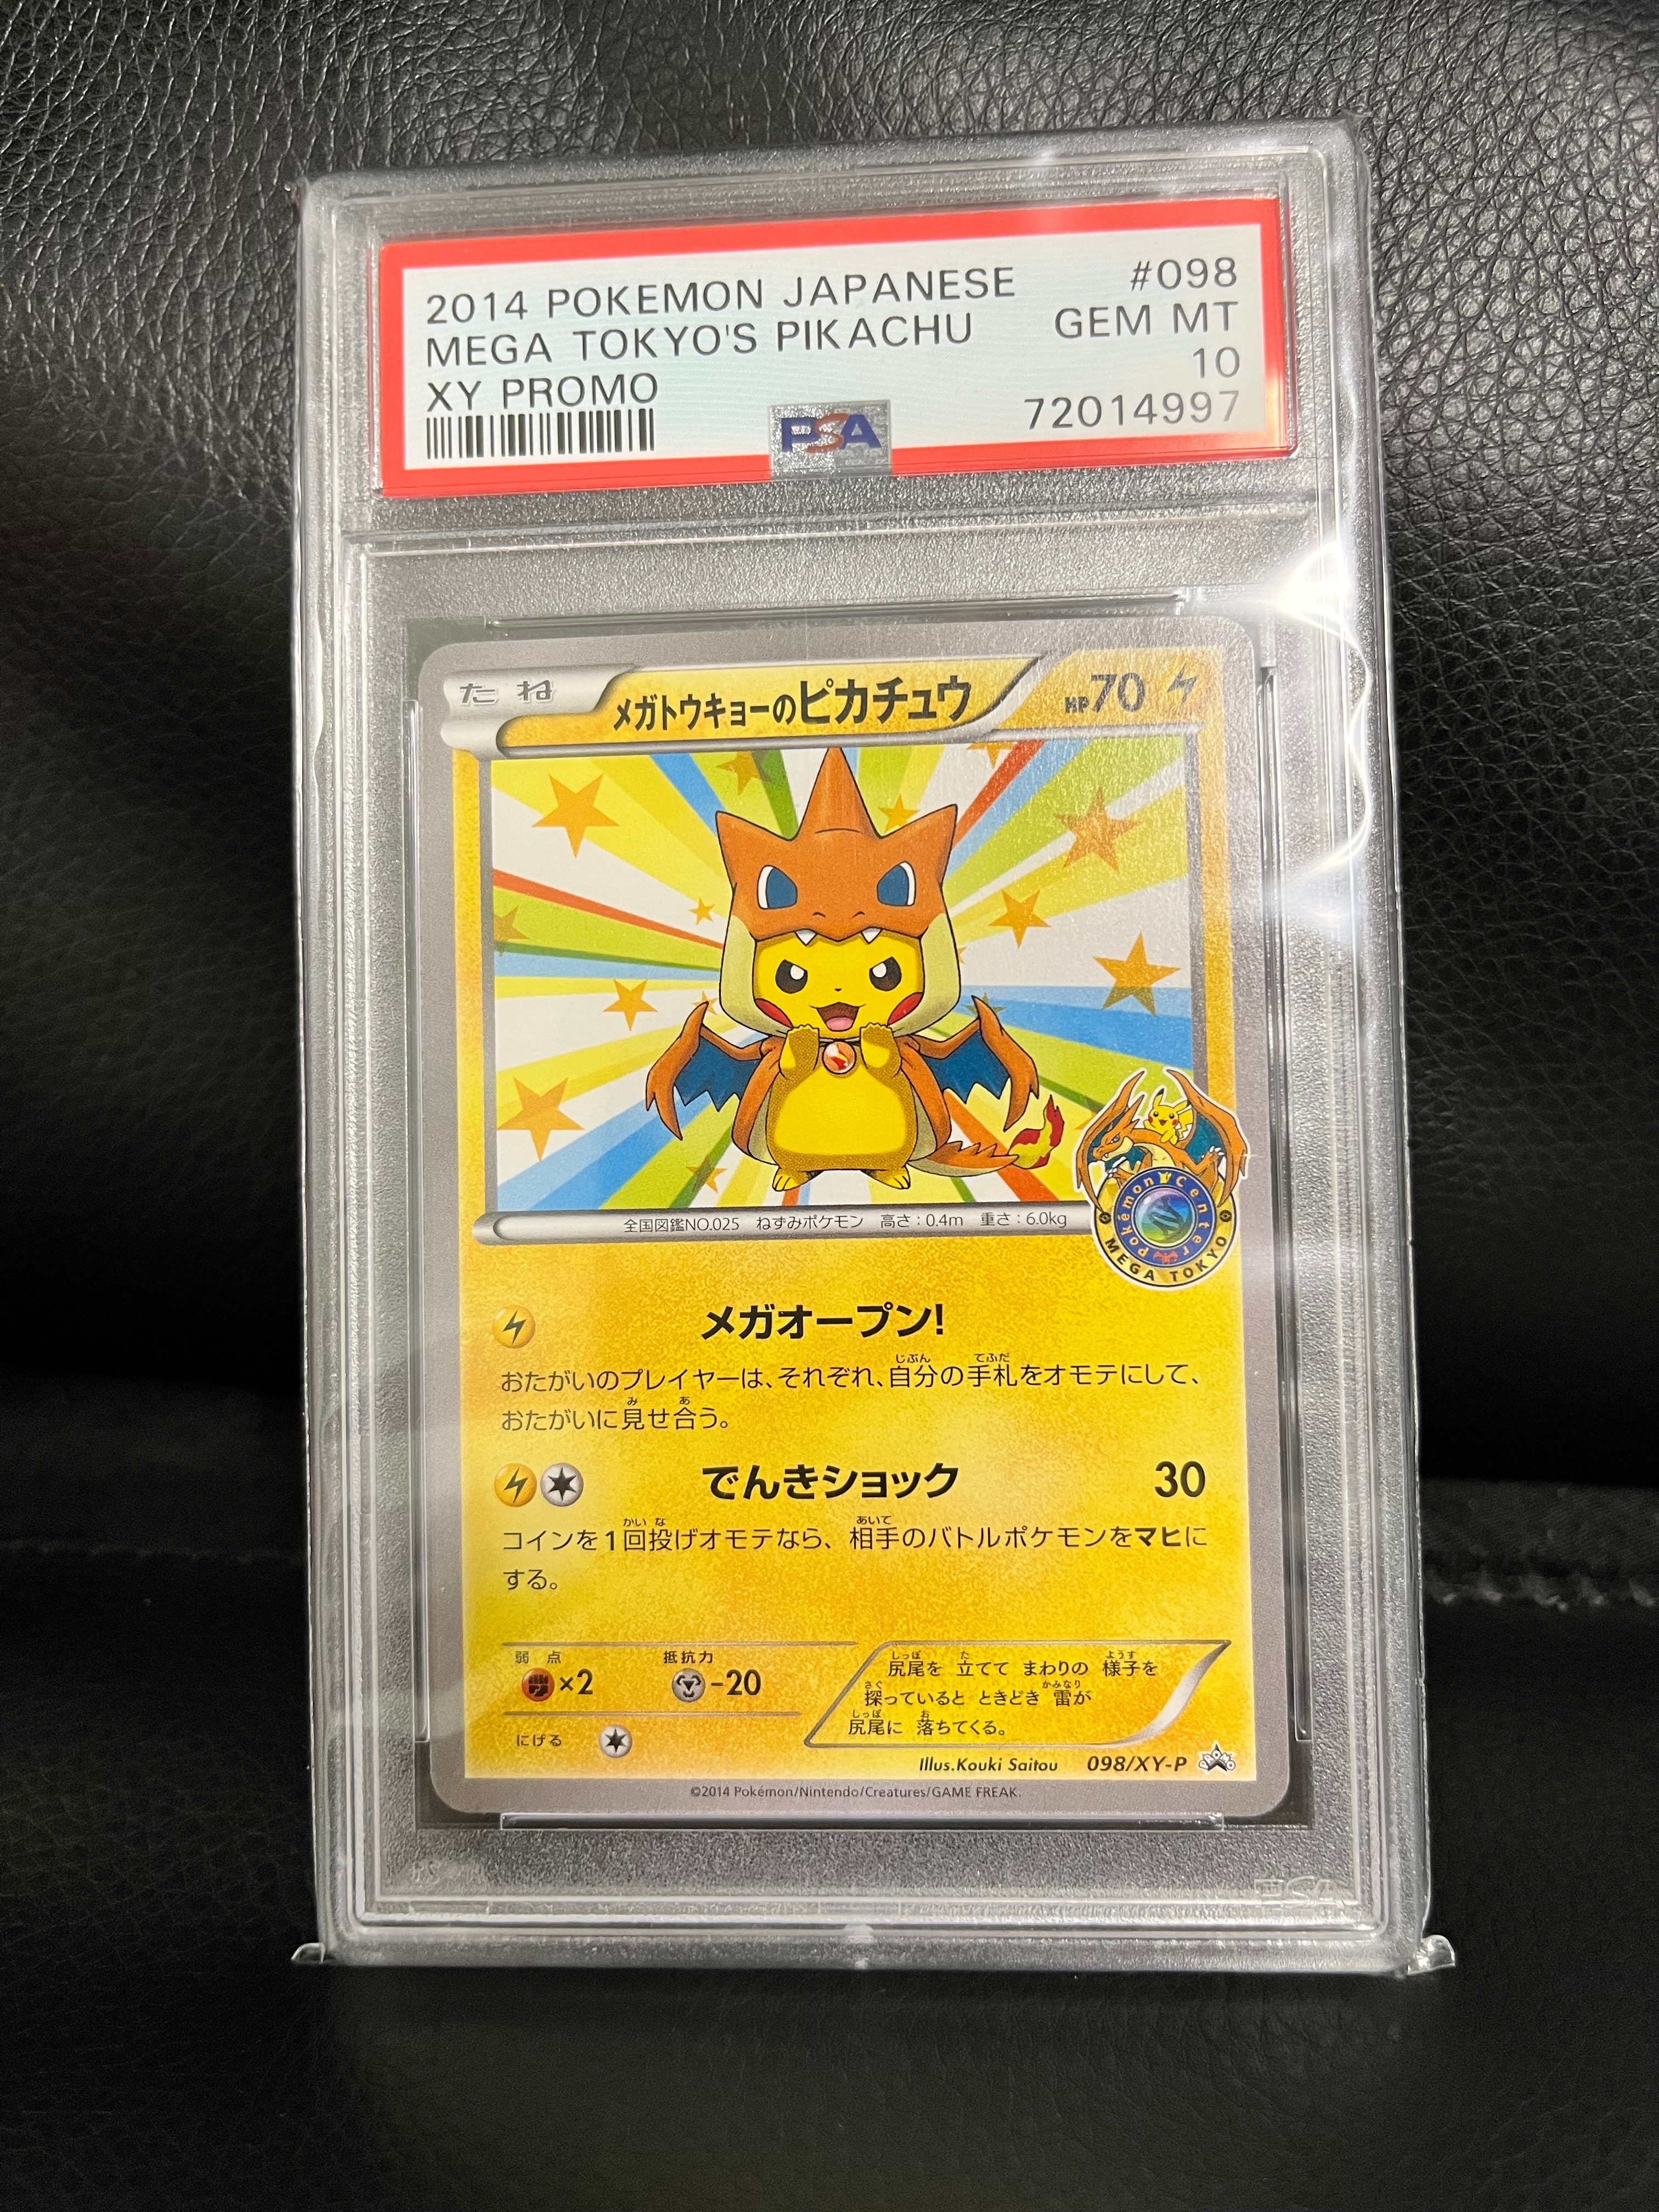 2014 POKEMON JAPANESE #098
MEGA TOKYO'S PIKACHU GEM MT
XY PROMO 10
PSA 72014997
たね メガトウキョーのピカチュウ HP70
全国図鑑NO.025 ねずみポケモン 高さ：0.4m 重さ：6.0kg
Pokémon Center
MEGA TOKYO
メガオープン!
おたがいのプレイヤーは、それぞれ、自分の手札をオモテにして、
おたがいに見せ合う。
でんきショック 30
コインを1回投げオモテなら、相手のバトルポケモンをマヒに
する。
弱点 抵抗力
×2 －20
にげる
尻尾を 立てて まわりの 様子を
探っていると ときどき 雷が
尻尾に 落ちてくる。
Illus.Kouki Saitou 098/XY-P
©2014 Pokémon/Nintendo/Creatures/GAME FREAK.
PSA